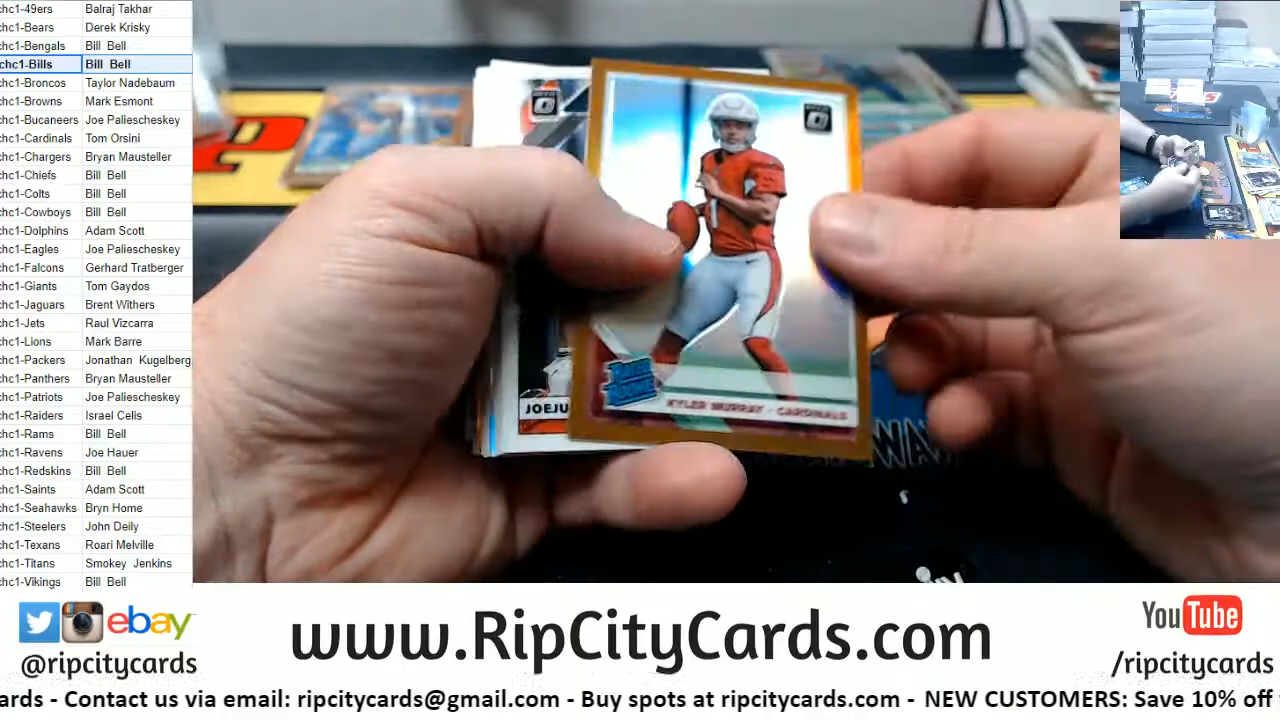 chc1-49ers Balraj Takhar
chc1-Bears Derek Krisky
chc1-Bengals Bill Bell
chc1-Bills Bill Bell
chc1-Broncos Taylor Nadebaum
chc1-Browns Mark Esmont
chc1-Bucaneers Joe Paliescheskey
chc1-Cardinals Tom Orsini
chc1-Chargers Bryan Mausteller
chc1-Chiefs Bill Bell
chc1-Colts Bill Bell
chc1-Cowboys Bill Bell
chc1-Dolphins Adam Scott
chc1-Eagles Joe Paliescheskey
chc1-Falcons Gerhard Tratberger
chc1-Giants Tom Gaydos
chc1-Jaguars Brent Withers
chc1-Jets Raul Vizcarra
chc1-Lions Mark Barre
chc1-Packers Jonathan Kugelberg
chc1-Panthers Bryan Mausteller
chc1-Patriots Joe Paliescheskey
chc1-Raiders Israel Celis
chc1-Rams Bill Bell
chc1-Ravens Joe Hauer
chc1-Redskins Bill Bell
chc1-Saints Adam Scott
chc1-Seahawks Bryn Home
chc1-Steelers John Deily
chc1-Texans Roari Melville
chc1-Titans Smokey Jenkins
chc1-Vikings Bill Bell
P
JOEJU
Rated Rookie
KYLER MURRAY - CARDINALS
WA
ebay
@ripcitycards
www.RipCityCards.com
YouTube
/ripcitycards
ards - Contact us via email: ripcitycards@gmail.com - Buy spots at ripcitycards.com - NEW CUSTOMERS: Save 10% off